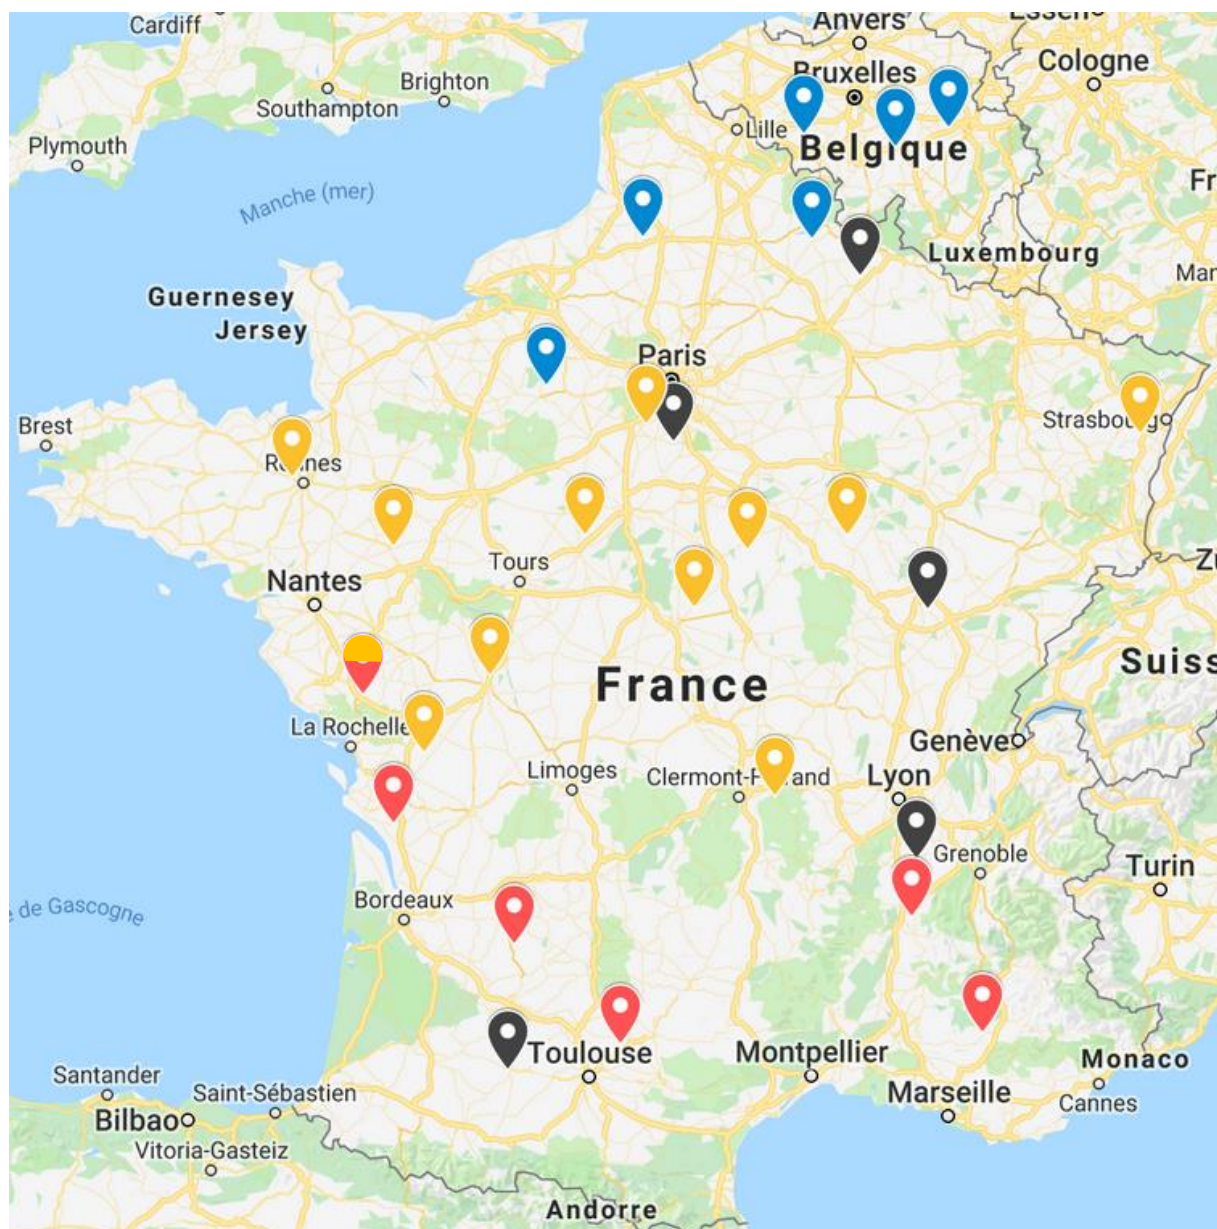 Cardiff
Anvers
Essen
Bruxelles
Cologne
Brighton
Southampton
Lille
Plymouth
Belgique
Manche (mer)
Fr
Luxembourg
Mar
Guernesey
Jersey
Paris
Brest
Strasbourg
Rennes
Tours
Nantes
Zu
France
Suiss
La Rochelle
Genève
Limoges
Clermont-Ferrand
Lyon
Grenoble
Turin
Bordeaux
e de Gascogne
Toulouse
Montpellier
Monaco
Santander
Saint-Sébastien
Marseille
Cannes
Bilbao
Vitoria-Gasteiz
Andorre